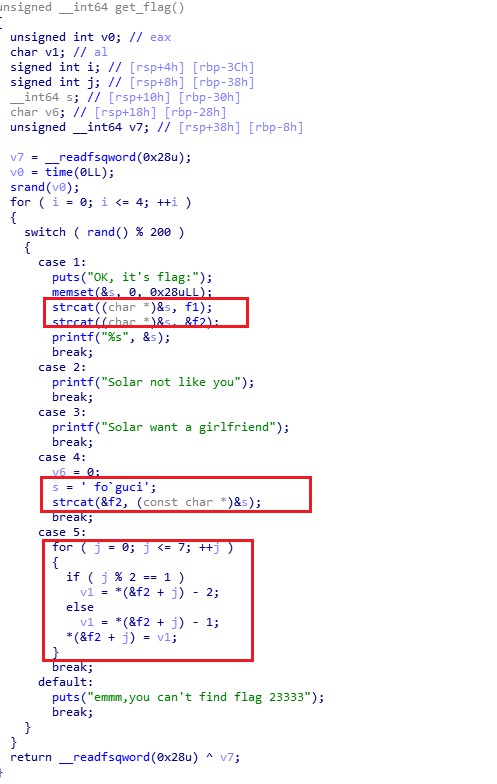 unsigned __int64 get_flag()
{
unsigned int v0; // eax
char v1; // al
signed int i; // [rsp+4h] [rbp-3Ch]
signed int j; // [rsp+8h] [rbp-38h]
__int64 s; // [rsp+10h] [rbp-30h]
char v6; // [rsp+18h] [rbp-28h]
unsigned __int64 v7; // [rsp+38h] [rbp-8h]
v7 = __readfsqword(0x28u);
v0 = time(0LL);
srand(v0);
for ( i = 0; i <= 4; ++i )
{
switch ( rand() % 200 )
{
case 1:
puts("OK, it's flag:");
memset(&s, 0, 0x28uLL);
strcat((char *)&s, f1);
strcat((char *)&s, &f2);
printf("%s", &s);
break;
case 2:
printf("Solar not like you");
break;
case 3:
printf("Solar want a girlfriend");
break;
case 4:
v6 = 0;
s = ' fo`guci';
strcat(&f2, (const char *)&s);
break;
case 5:
for ( j = 0; j <= 7; ++j )
{
if ( j % 2 == 1 )
v1 = *(&f2 + j) - 2;
else
v1 = *(&f2 + j) - 1;
*(&f2 + j) = v1;
}
break;
default:
puts("emmm,you can't find flag 23333");
break;
}
}
return __readfsqword(0x28u) ^ v7;
}